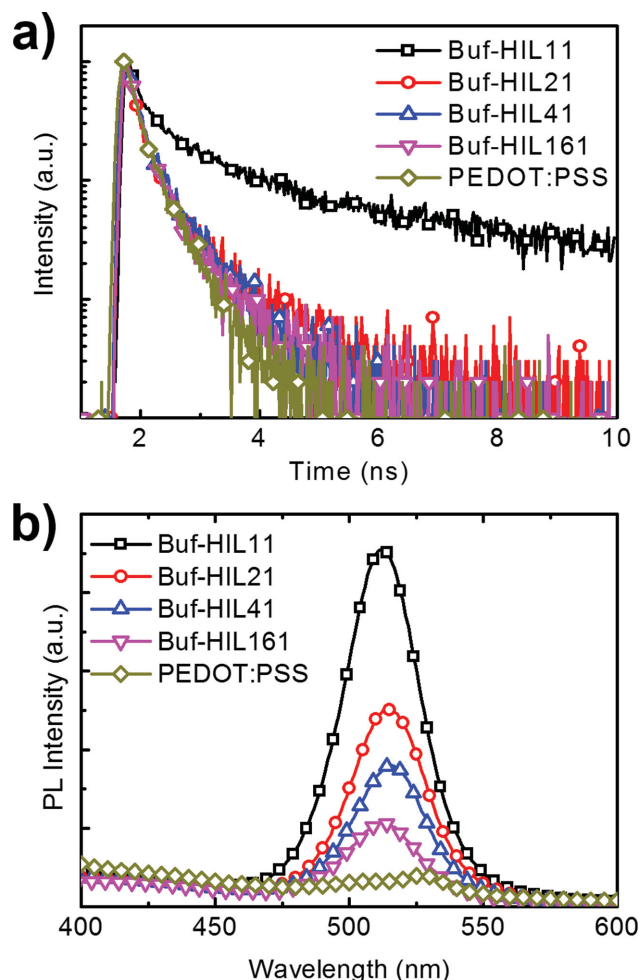 a)
Buf-HIL11
Buf-HIL21
Buf-HIL41
Buf-HIL161
PEDOT:PSS
Intensity (a.u.)
2 4 6 8 10
Time (ns)
b)
Buf-HIL11
Buf-HIL21
Buf-HIL41
Buf-HIL161
PEDOT:PSS
PL Intensity (a.u.)
400 450 500 550 600
Wavelength (nm)